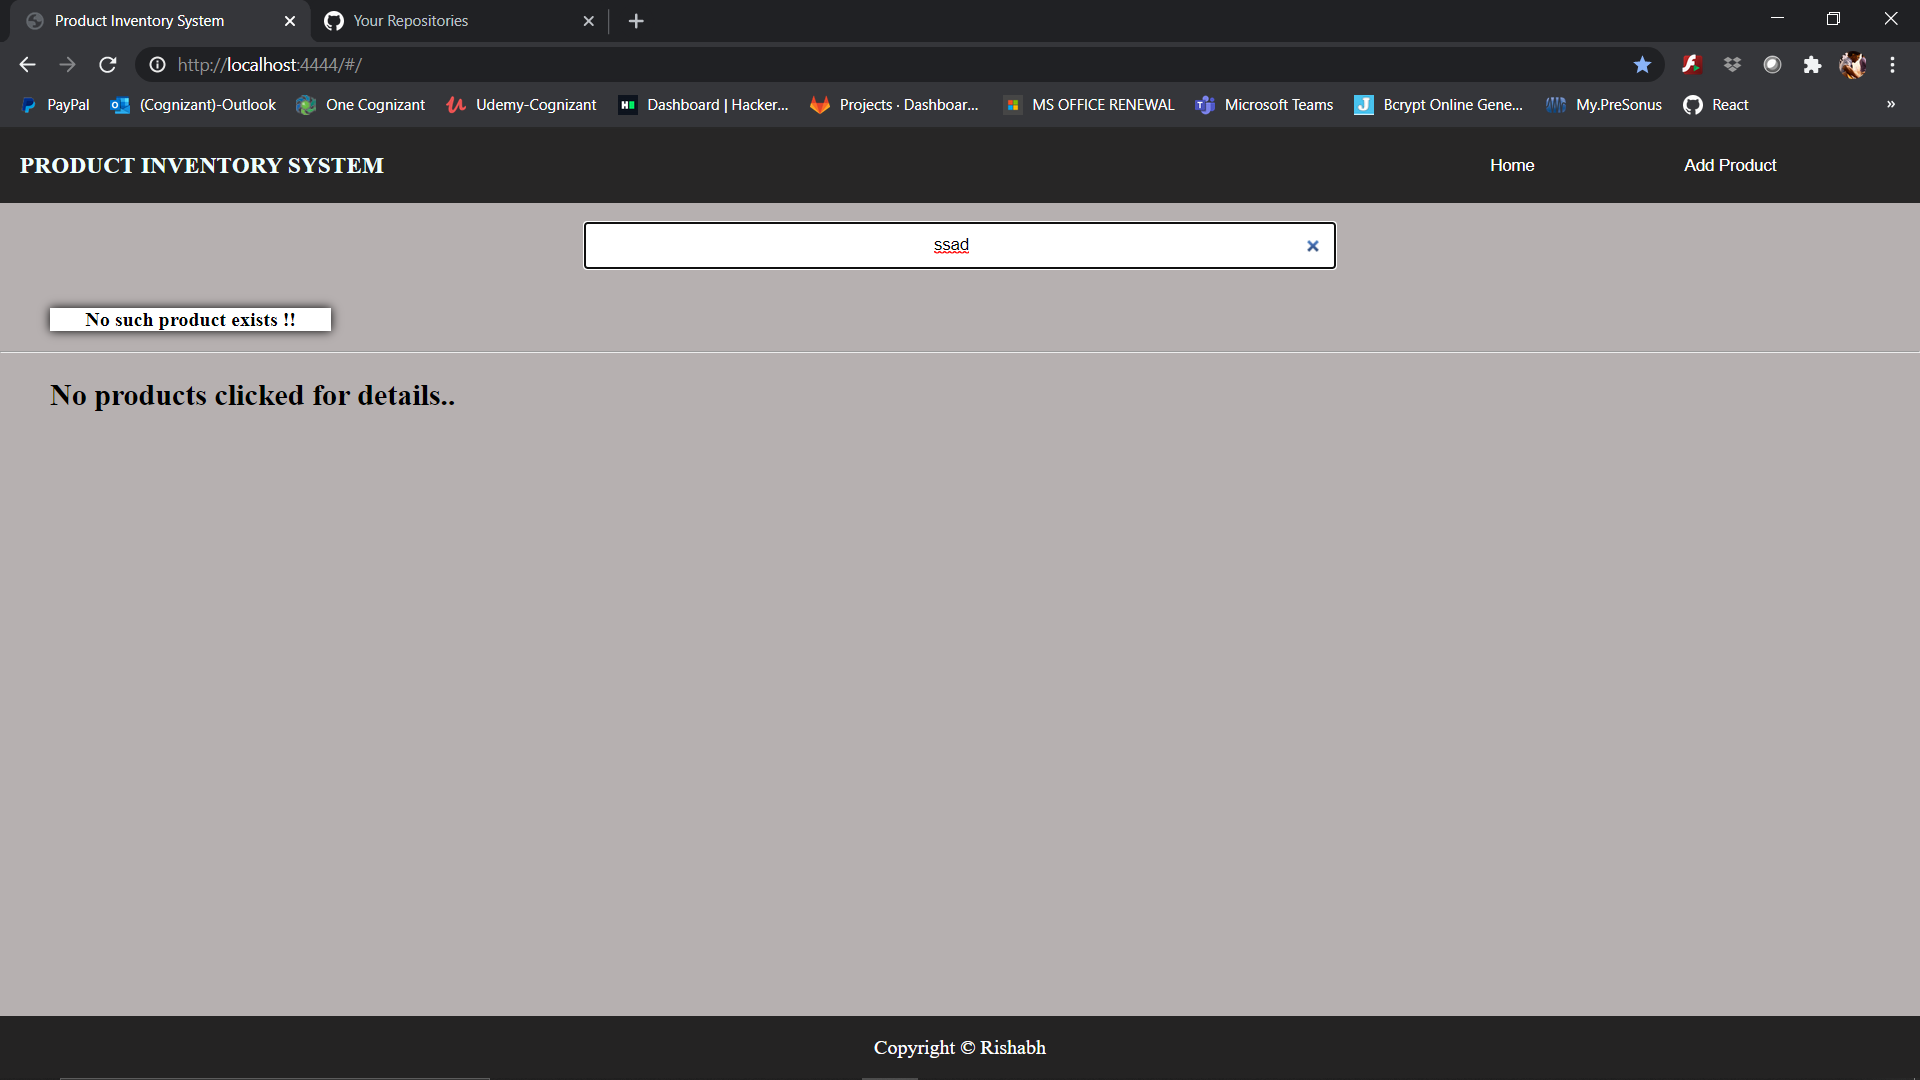 Product Inventory System
Your Repositories
http://localhost:4444/#/
PayPal (Cognizant)-Outlook One Cognizant Udemy-Cognizant Dashboard | Hacker... Projects · Dashboar... MS OFFICE RENEWAL Microsoft Teams Bcrypt Online Gene... My.PreSonus React »
PRODUCT INVENTORY SYSTEM
Home
Add Product
ssad
No such product exists !!
No products clicked for details..
Copyright © Rishabh